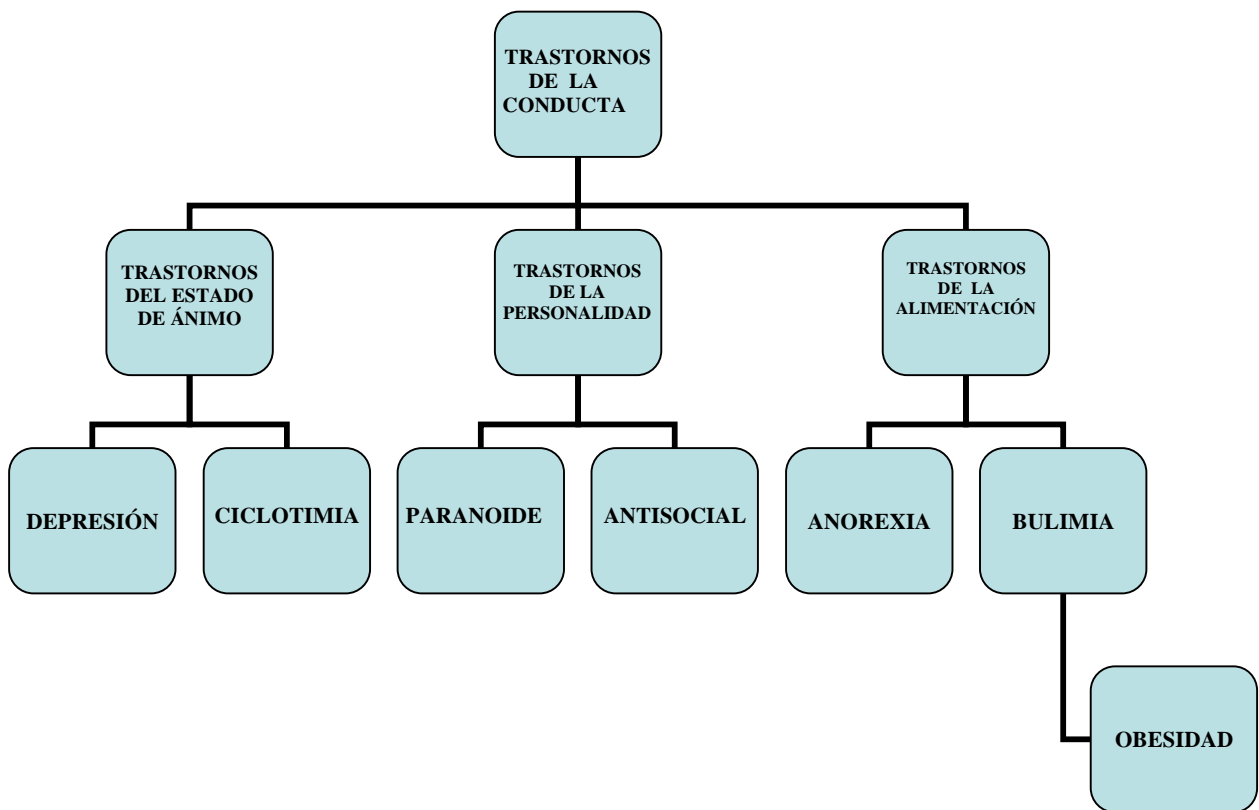 TRASTORNOS
DE LA
CONDUCTA
TRASTORNOS
DEL ESTADO
DE ÁNIMO
TRASTORNOS
DE LA
PERSONALIDAD
TRASTORNOS
DE LA
ALIMENTACIÓN
DEPRESIÓN
CICLOTIMIA
PARANOIDE
ANTISOCIAL
ANOREXIA
BULIMIA
OBESIDAD